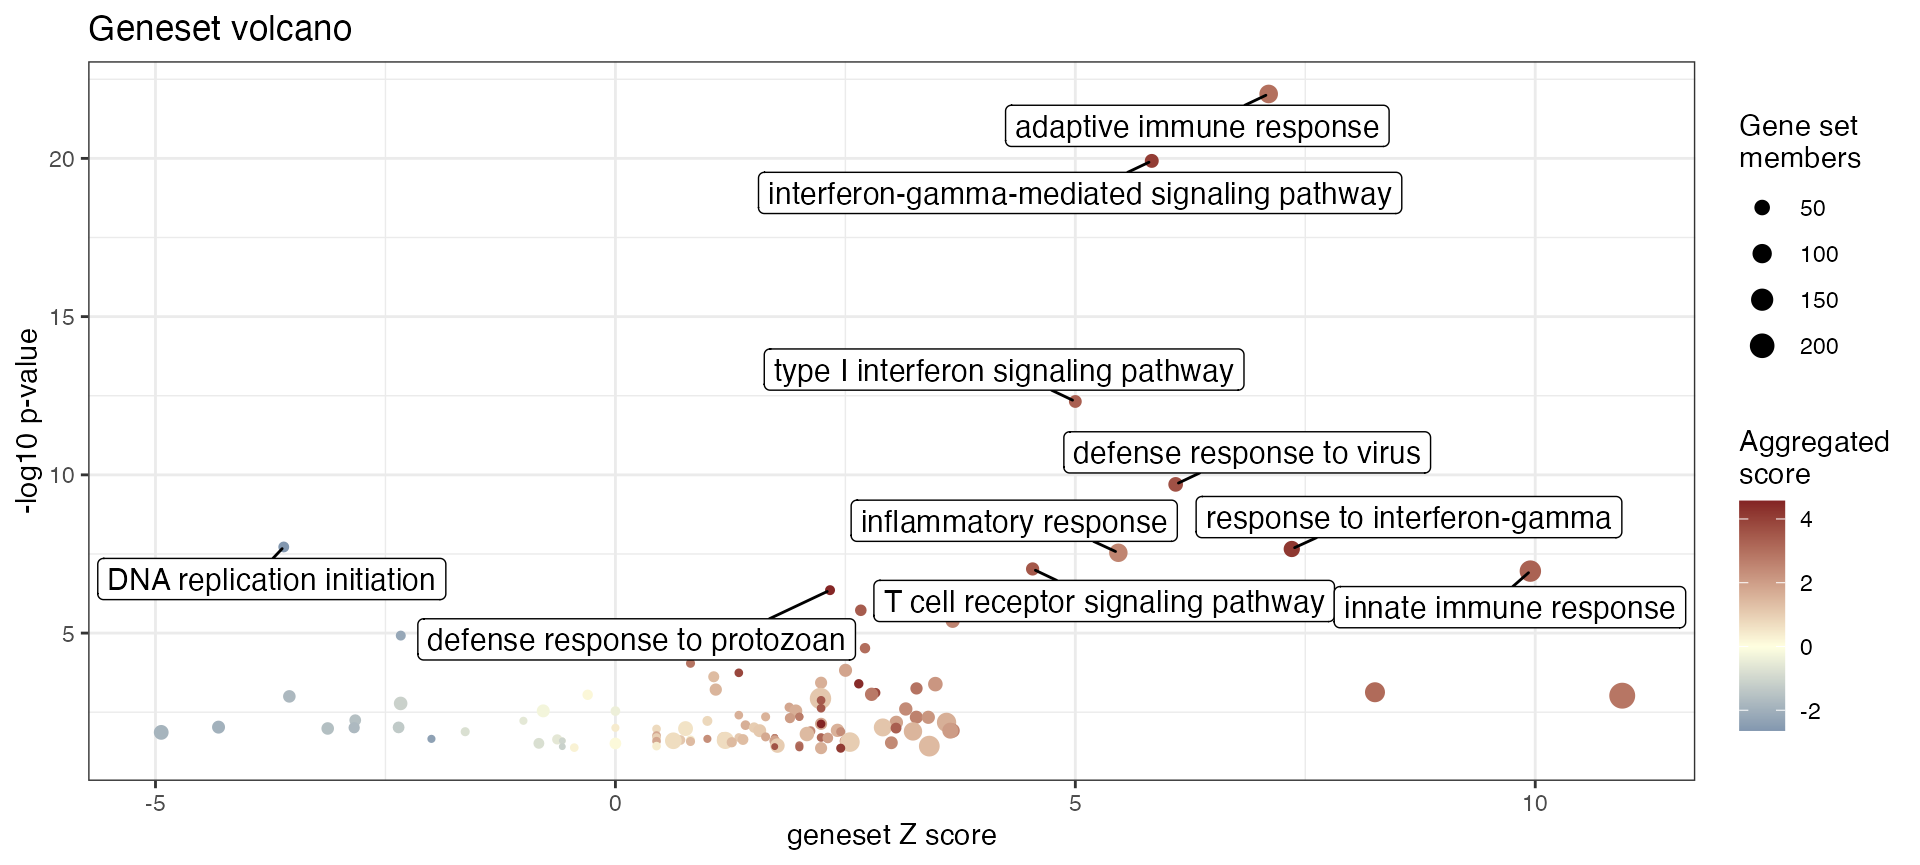 Geneset volcano
adaptive immune response
interferon-gamma-mediated signaling pathway
type I interferon signaling pathway
defense response to virus
inflammatory response
response to interferon-gamma
DNA replication initiation
T cell receptor signaling pathway
innate immune response
defense response to protozoan
-log10 p-value
20
15
10
5
-5
0
5
10
geneset Z score
Gene set
members
50
100
150
200
Aggregated
score
4
2
0
-2